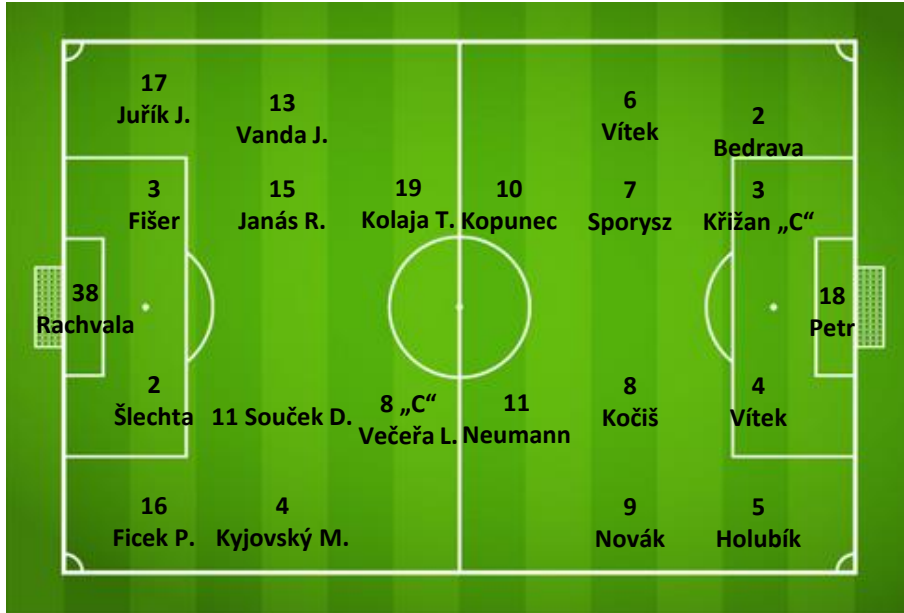 17
Juřík J.
13
Vanda J.
6
Vítek
2
Bedrava
3
Fišer
15
Janás R.
19
Kolaja T.
10
Kopunec
7
Sporysz
3
Křižan „C“
38
Rachvala
18
Petr
2
Šlechta
11 Souček D.
8 „C“
Večeřa L.
11
Neumann
8
Kočiš
4
Vítek
16
Ficek P.
4
Kyjovský M.
9
Novák
5
Holubík